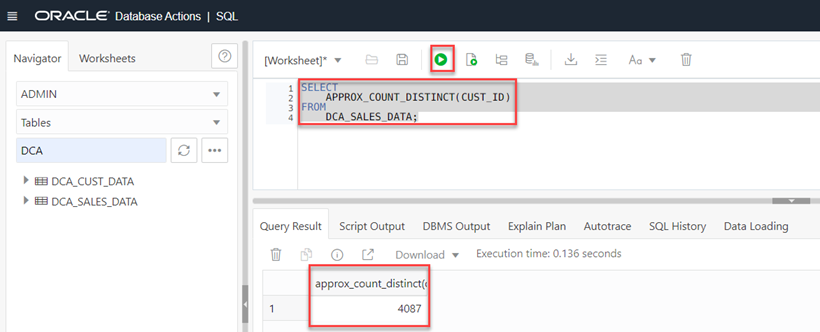 ORACLE Database Actions | SQL
Navigator Worksheets
ADMIN
Tables
DCA
DCA_CUST_DATA
DCA_SALES_DATA
[Worksheet]*
Aa
1 SELECT
2 APPROX_COUNT_DISTINCT(CUST_ID)
3 FROM
4 DCA_SALES_DATA;
Query Result Script Output DBMS Output Explain Plan Autotrace SQL History Data Loading
Download Execution time: 0.136 seconds
approx_count_distinct(c
1 4087